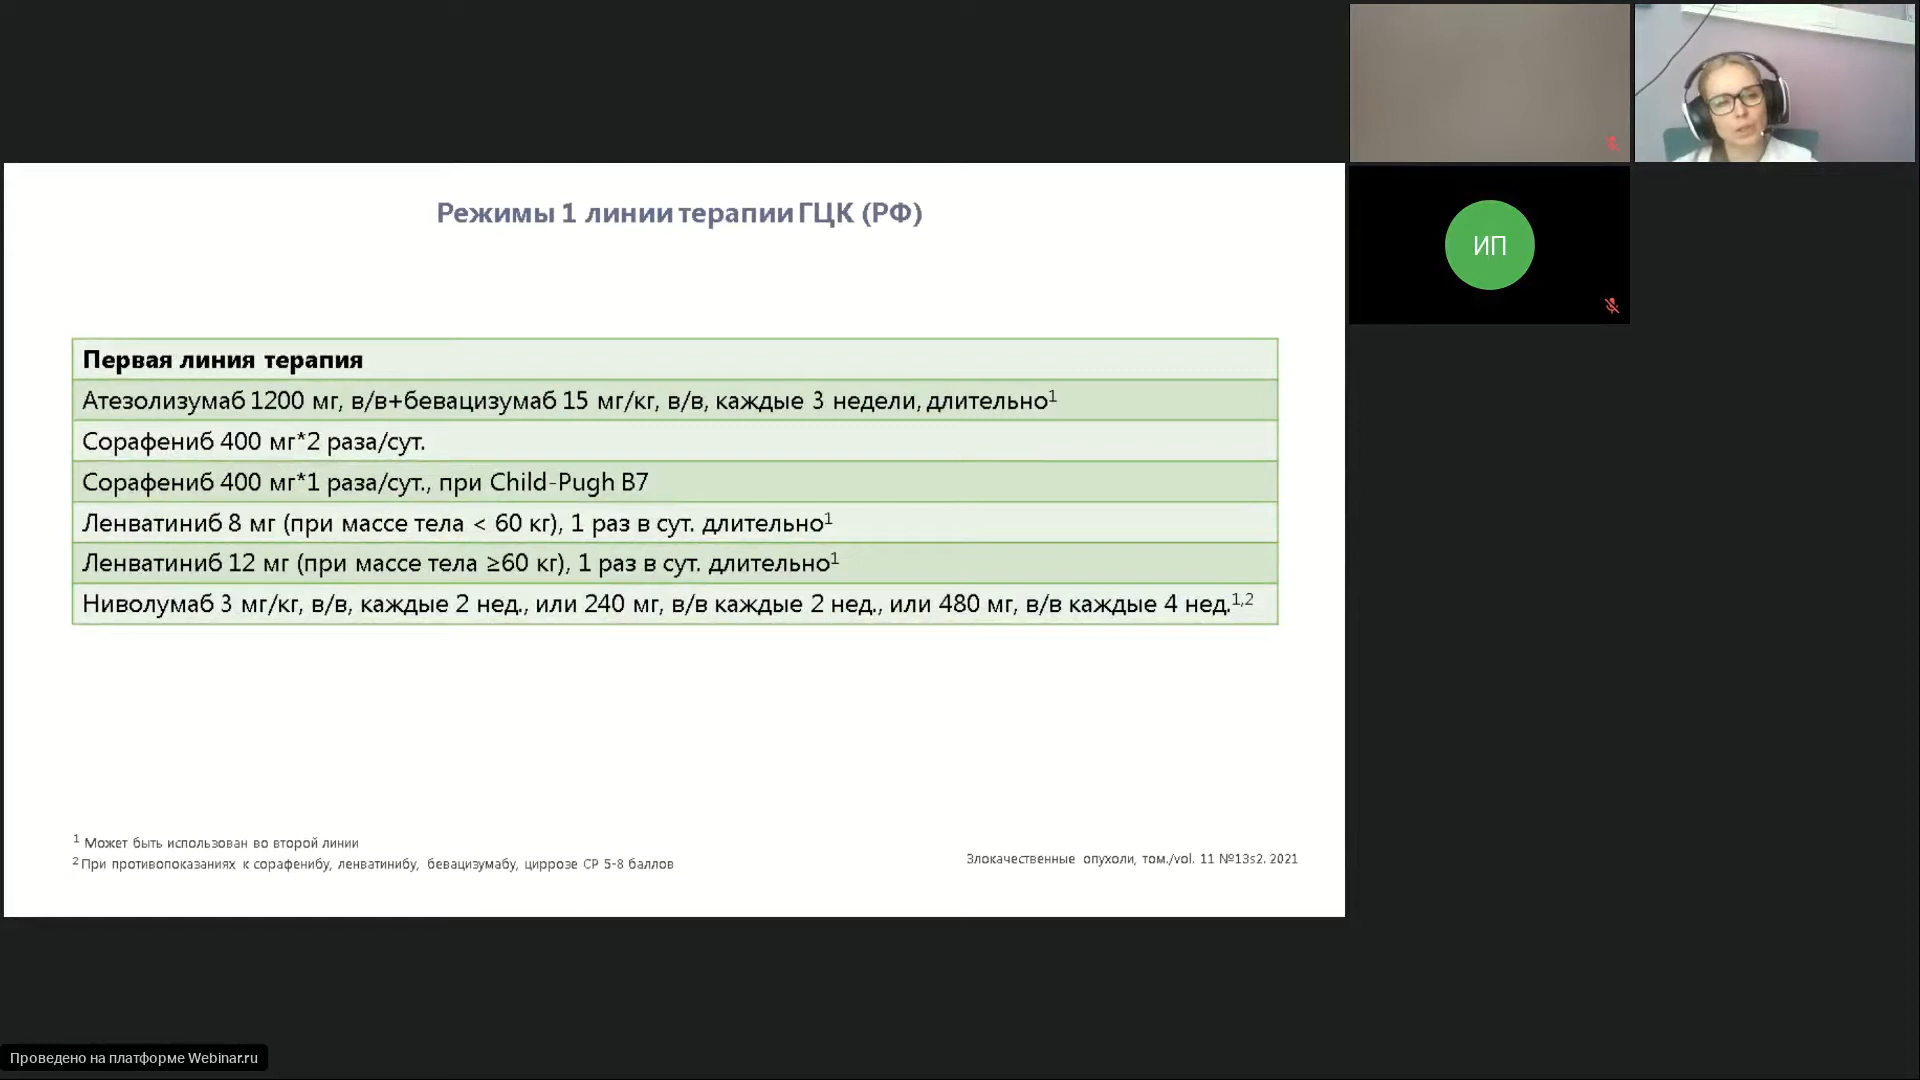 Режимы 1 линии терапии ГЦК (РФ)
Первая линия терапия
Атезолизумаб 1200 мг, в/в+бевацизумаб 15 мг/кг, в/в, каждые 3 недели, длительно¹
Сорафениб 400 мг*2 раза/сут.
Сорафениб 400 мг*1 раза/сут., при Child-Pugh B7
Ленватиниб 8 мг (при массе тела < 60 кг), 1 раз в сут. длительно¹
Ленватиниб 12 мг (при массе тела ≥60 кг), 1 раз в сут. длительно¹
Ниволумаб 3 мг/кг, в/в, каждые 2 нед., или 240 мг, в/в каждые 2 нед., или 480 мг, в/в каждые 4 нед.¹,²
¹ Может быть использован во второй линии
² При противопоказаниях к сорафенибу, ленватинибу, бевацизумабу, циррозе CP 5-8 баллов
Злокачественные опухоли, том./vol. 11 №13s2. 2021
ИП
Проведено на платформе Webinar.ru